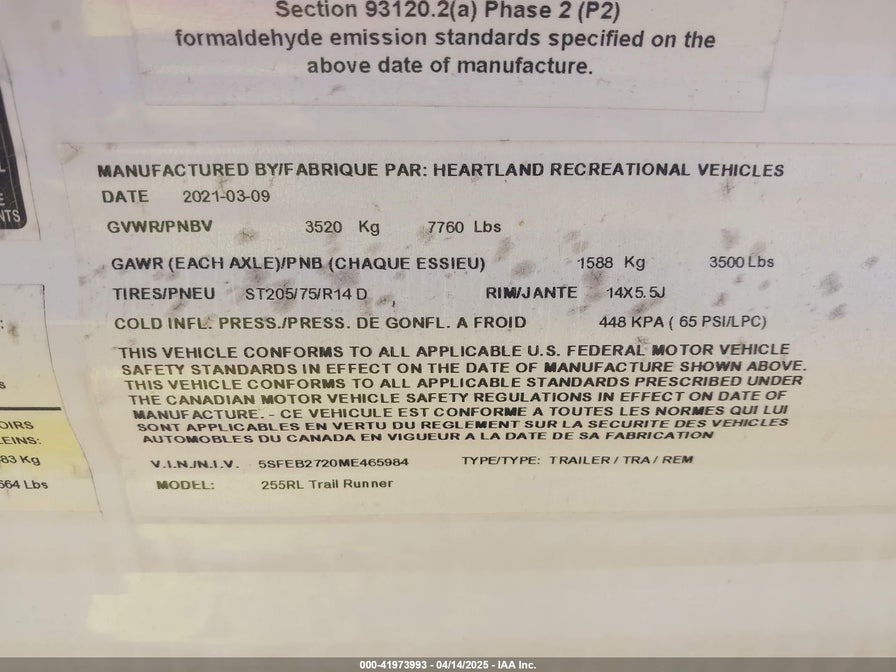 Section 93120.2(a) Phase 2 (P2)
formaldehyde emission standards specified on the
above date of manufacture.
NTS
MANUFACTURED BY/FABRIQUE PAR: HEARTLAND RECREATIONAL VEHICLES
DATE 2021-03-09
GVWR/PNBV 3520 Kg 7760 Lbs
GAWR (EACH AXLE)/PNB (CHAQUE ESSIEU) 1588 Kg 3500 Lbs
TIRES/PNEU ST205/75/R14 D RIM/JANTE 14X5.5J
COLD INFL. PRESS./PRESS. DE GONFL. A FROID 448 KPA ( 65 PSI/LPC)
THIS VEHICLE CONFORMS TO ALL APPLICABLE U.S. FEDERAL MOTOR VEHICLE
SAFETY STANDARDS IN EFFECT ON THE DATE OF MANUFACTURE SHOWN ABOVE.
THIS VEHICLE CONFORMS TO ALL APPLICABLE STANDARDS PRESCRIBED UNDER
THE CANADIAN MOTOR VEHICLE SAFETY REGULATIONS IN EFFECT ON DATE OF
MANUFACTURE. - CE VEHICULE EST CONFORME A TOUTES LES NORMES QUI LUI
SONT APPLICABLES EN VERTU DU REGLEMENT SUR LA SECURITE DES VEHICLES
AUTOMOBILES DU CANADA EN VIGUEUR A LA DATE DE SA FABRICATION
V.I.N./N.I.V. 5SFEB2720ME465984 TYPE/TYPE: TRAILER / TRA / REM
MODEL: 255RL Trail Runner
OIRS
LEINS:
83 Kg
664 Lbs
000-41973993 - 04/14/2025 - IAA Inc.